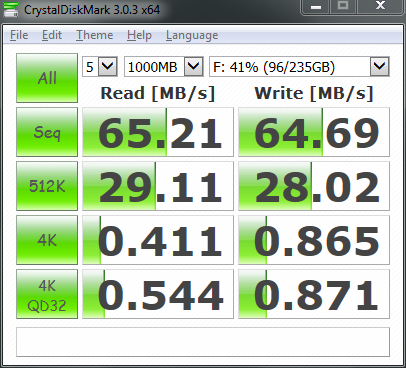 CrystalDiskMark 3.0.3 x64
File Edit Theme Help Language
All 5 1000MB F: 41% (96/235GB)
Read [MB/s] Write [MB/s]
Seq 65.21 64.69
512K 29.11 28.02
4K 0.411 0.865
4K QD32 0.544 0.871